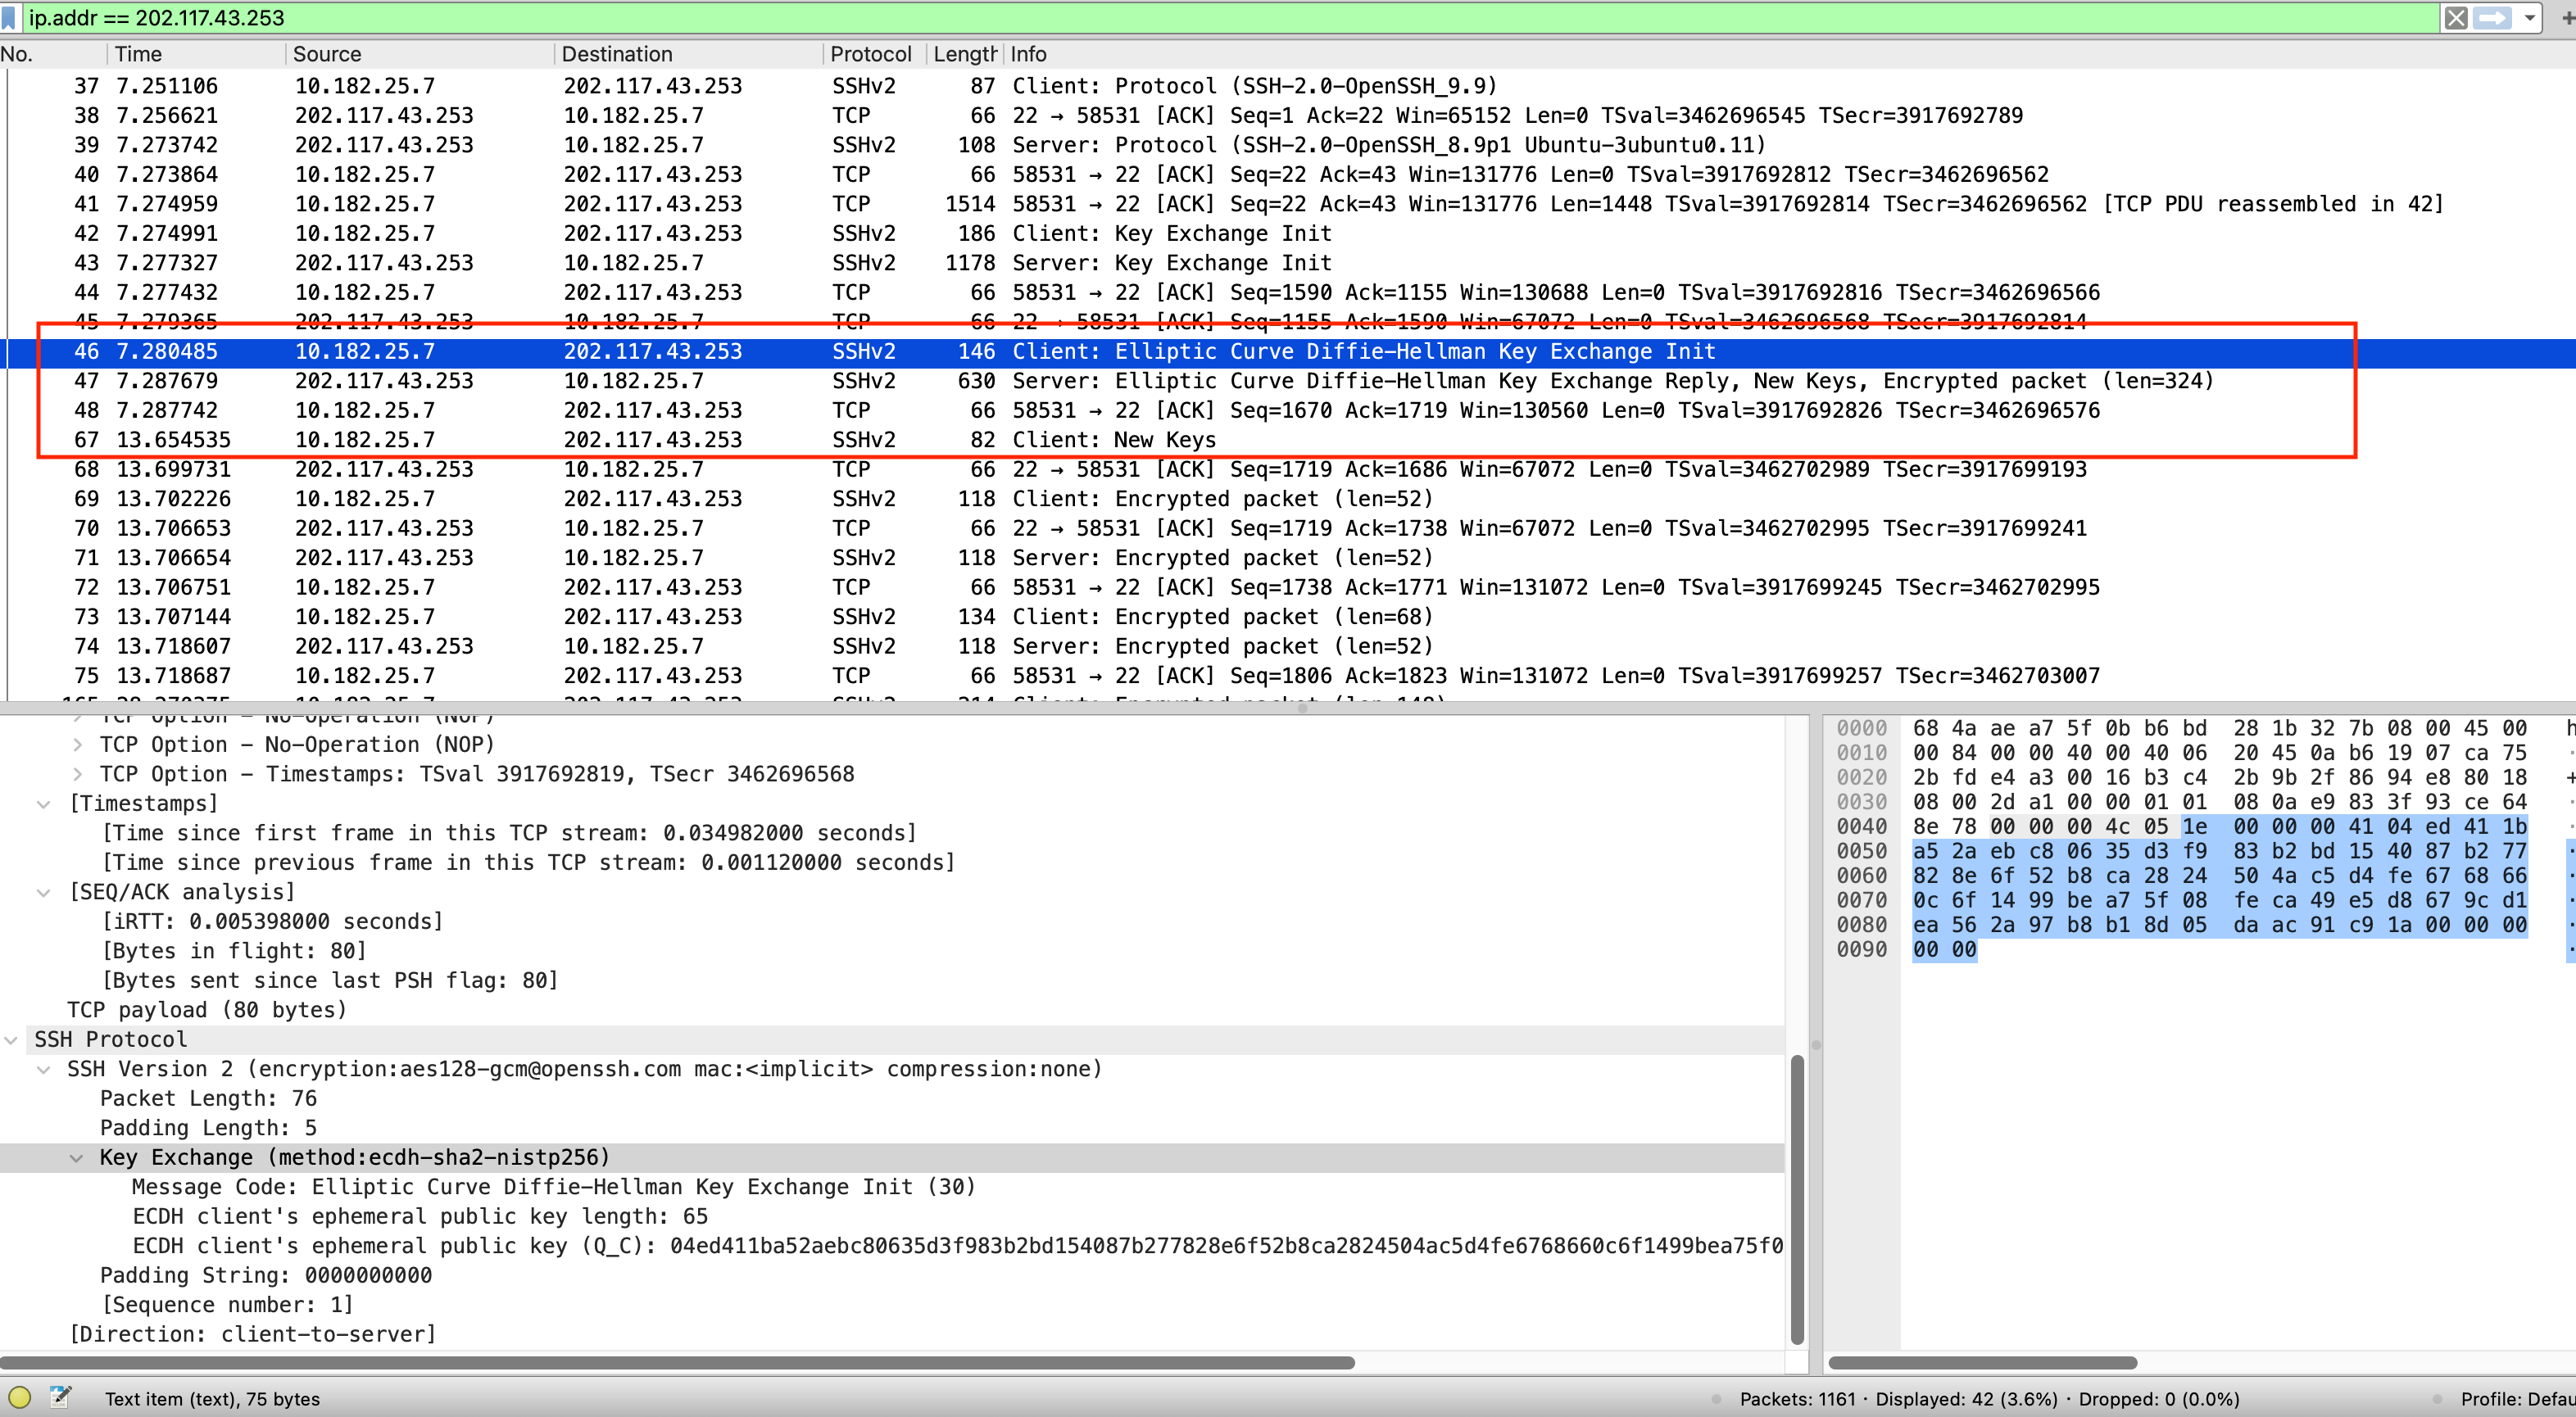 ip.addr == 202.117.43.253
No. Time Source Destination Protocol Length Info
37 7.251106 10.182.25.7 202.117.43.253 SSHv2 87 Client: Protocol (SSH-2.0-OpenSSH_9.9)
38 7.256621 202.117.43.253 10.182.25.7 TCP 66 22 → 58531 [ACK] Seq=1 Ack=22 Win=65152 Len=0 TSval=3462696545 TSecr=3917692789
39 7.273742 202.117.43.253 10.182.25.7 SSHv2 108 Server: Protocol (SSH-2.0-OpenSSH_8.9p1 Ubuntu-3ubuntu0.11)
40 7.273864 10.182.25.7 202.117.43.253 TCP 66 58531 → 22 [ACK] Seq=22 Ack=43 Win=131776 Len=0 TSval=3917692812 TSecr=3462696562
41 7.274959 10.182.25.7 202.117.43.253 TCP 1514 58531 → 22 [ACK] Seq=22 Ack=43 Win=131776 Len=1448 TSval=3917692814 TSecr=3462696562 [TCP PDU reassembled in 42]
42 7.274991 10.182.25.7 202.117.43.253 SSHv2 186 Client: Key Exchange Init
43 7.277327 202.117.43.253 10.182.25.7 SSHv2 1178 Server: Key Exchange Init
44 7.277432 10.182.25.7 202.117.43.253 TCP 66 58531 → 22 [ACK] Seq=1590 Ack=1155 Win=130688 Len=0 TSval=3917692816 TSecr=3462696566
45 7.279365 202.117.43.253 10.182.25.7 TCP 66 22 → 58531 [ACK] Seq=1155 Ack=1590 Win=67072 Len=0 TSval=3462696568 TSecr=3917692814
46 7.280485 10.182.25.7 202.117.43.253 SSHv2 146 Client: Elliptic Curve Diffie-Hellman Key Exchange Init
47 7.287679 202.117.43.253 10.182.25.7 SSHv2 630 Server: Elliptic Curve Diffie-Hellman Key Exchange Reply, New Keys, Encrypted packet (len=324)
48 7.287742 10.182.25.7 202.117.43.253 TCP 66 58531 → 22 [ACK] Seq=1670 Ack=1719 Win=130560 Len=0 TSval=3917692826 TSecr=3462696576
67 13.654535 10.182.25.7 202.117.43.253 SSHv2 82 Client: New Keys
68 13.699731 202.117.43.253 10.182.25.7 TCP 66 22 → 58531 [ACK] Seq=1719 Ack=1686 Win=67072 Len=0 TSval=3462702989 TSecr=3917699193
69 13.702226 10.182.25.7 202.117.43.253 SSHv2 118 Client: Encrypted packet (len=52)
70 13.706653 202.117.43.253 10.182.25.7 TCP 66 22 → 58531 [ACK] Seq=1719 Ack=1738 Win=67072 Len=0 TSval=3462702995 TSecr=3917699241
71 13.706654 202.117.43.253 10.182.25.7 SSHv2 118 Server: Encrypted packet (len=52)
72 13.706751 10.182.25.7 202.117.43.253 TCP 66 58531 → 22 [ACK] Seq=1738 Ack=1771 Win=131072 Len=0 TSval=3917699245 TSecr=3462702995
73 13.707144 10.182.25.7 202.117.43.253 SSHv2 134 Client: Encrypted packet (len=68)
74 13.718607 202.117.43.253 10.182.25.7 SSHv2 118 Server: Encrypted packet (len=52)
75 13.718687 10.182.25.7 202.117.43.253 TCP 66 58531 → 22 [ACK] Seq=1806 Ack=1823 Win=131072 Len=0 TSval=3917699257 TSecr=3462703007
TCP Option - No-Operation (NOP)
TCP Option - No-Operation (NOP)
TCP Option - Timestamps: TSval 3917692819, TSecr 3462696568
[Timestamps]
[Time since first frame in this TCP stream: 0.034982000 seconds]
[Time since previous frame in this TCP stream: 0.001120000 seconds]
[SEQ/ACK analysis]
[iRTT: 0.005398000 seconds]
[Bytes in flight: 80]
[Bytes sent since last PSH flag: 80]
TCP payload (80 bytes)
SSH Protocol
SSH Version 2 (encryption:aes128-gcm@openssh.com mac:<implicit> compression:none)
Packet Length: 76
Padding Length: 5
Key Exchange (method:ecdh-sha2-nistp256)
Message Code: Elliptic Curve Diffie-Hellman Key Exchange Init (30)
ECDH client's ephemeral public key length: 65
ECDH client's ephemeral public key (Q_C): 04ed411ba52aebc80635d3f983b2bd154087b277828e6f52b8ca2824504ac5d4fe6768660c6f1499bea75f0
Padding String: 0000000000
[Sequence number: 1]
[Direction: client-to-server]
0000 68 4a ae a7 5f 0b b6 bd 28 1b 32 7b 08 00 45 00
0010 00 84 00 00 40 00 40 06 20 45 0a b6 19 07 ca 75
0020 2b fd e4 a3 00 16 b3 c4 2b 9b 2f 86 94 e8 80 18
0030 08 00 2d a1 00 00 01 01 08 0a e9 83 3f 93 ce 64
0040 8e 78 00 00 00 4c 05 1e 00 00 00 41 04 ed 41 1b
0050 a5 2a eb c8 06 35 d3 f9 83 b2 bd 15 40 87 b2 77
0060 82 8e 6f 52 b8 ca 28 24 50 4a c5 d4 fe 67 68 66
0070 0c 6f 14 99 be a7 5f 08 fe ca 49 e5 d8 67 9c d1
0080 ea 56 2a 97 b8 b1 8d 05 da ac 91 c9 1a 00 00 00
0090 00 00
Text item (text), 75 bytes
Packets: 1161 · Displayed: 42 (3.6%) · Dropped: 0 (0.0%)
Profile: